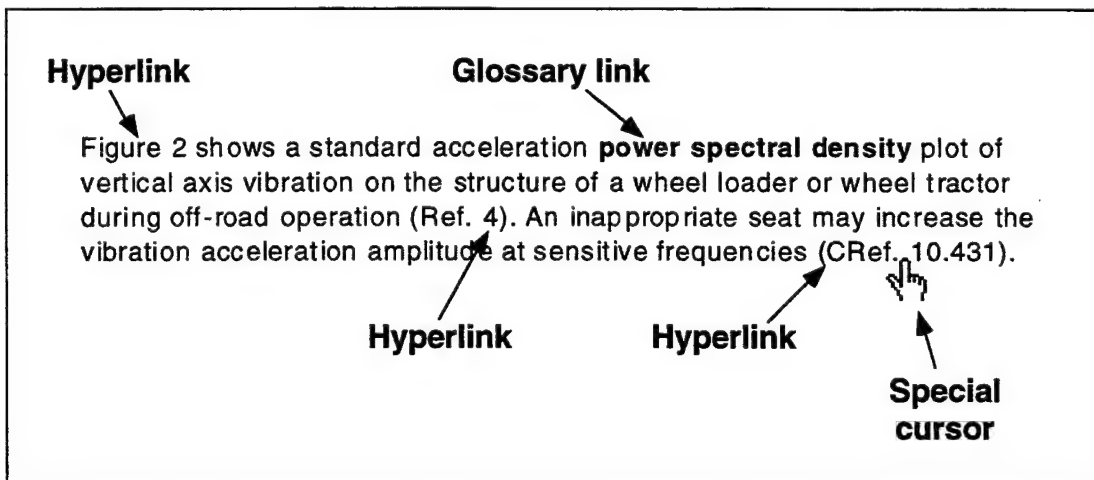 Hyperlink Glossary link
Figure 2 shows a standard acceleration power spectral density plot of
vertical axis vibration on the structure of a wheel loader or wheel tractor
during off-road operation (Ref. 4). An inappropriate seat may increase the
vibration acceleration amplitude at sensitive frequencies (CRef. 10.431).
Hyperlink Hyperlink
Special
cursor